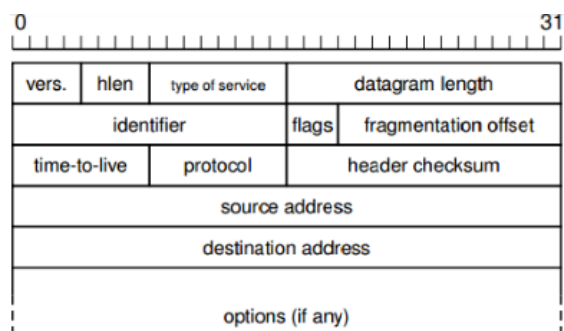 0 31
vers. hlen type of service datagram length
identifier flags fragmentation offset
time-to-live protocol header checksum
source address
destination address
options (if any)